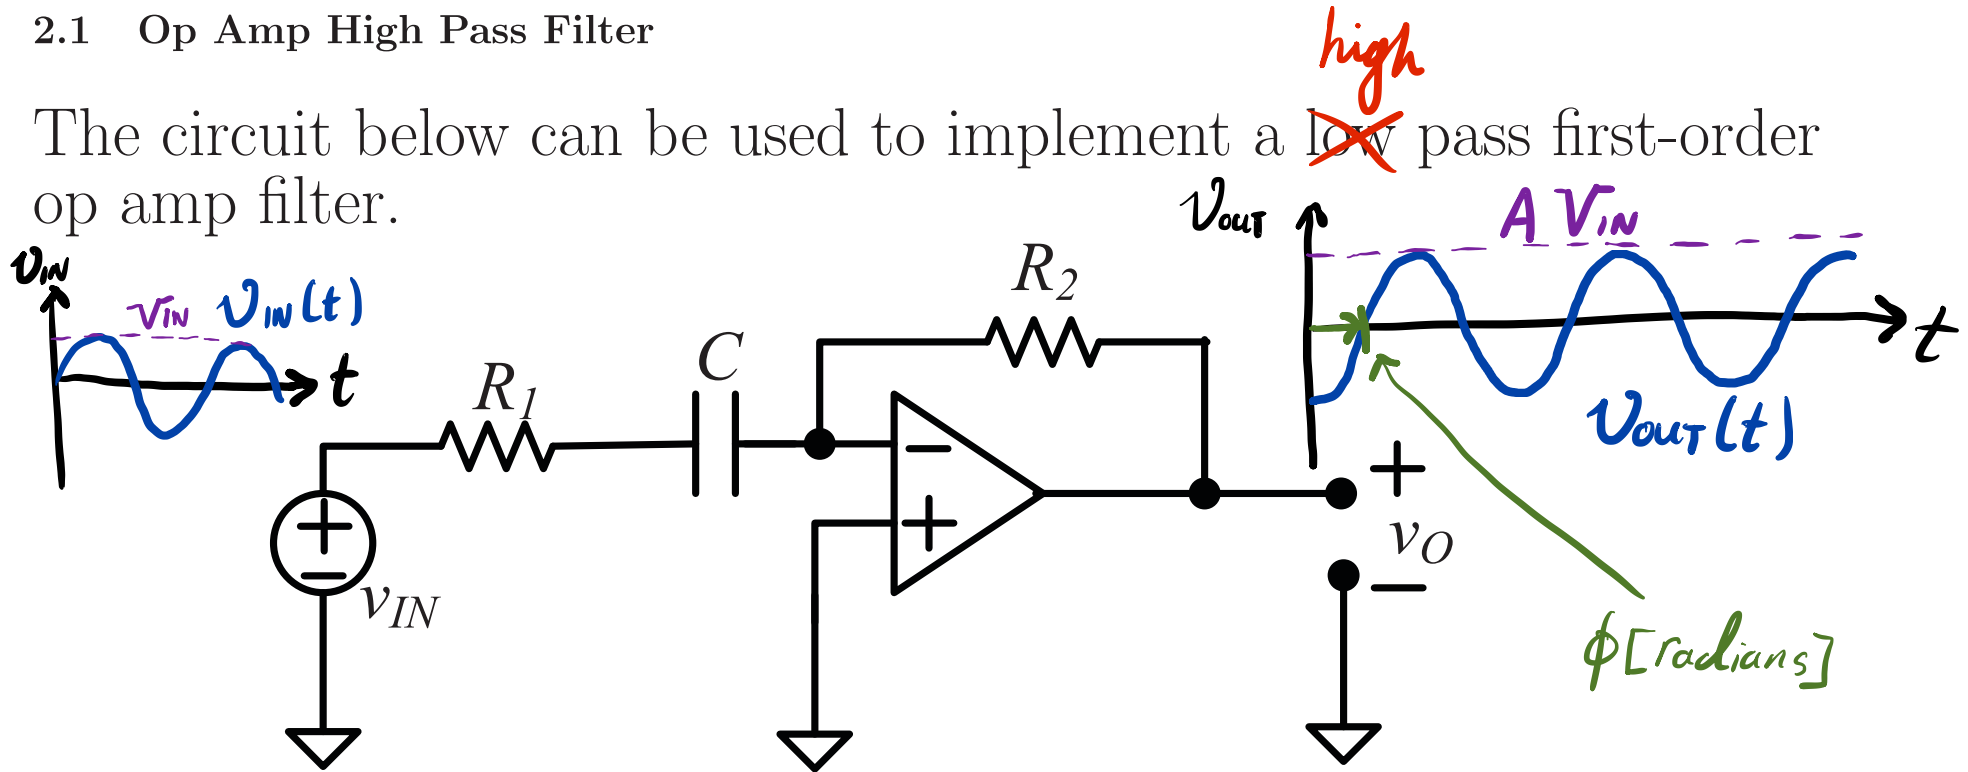 2.1 Op Amp High Pass Filter
high
The circuit below can be used to implement a low pass first-order
op amp filter.
vOUT
A VIN
vIN
VIN
vIN(t)
t
R2
t
C
R1
vOUT(t)
−
+
+
vO
−
+
−
vIN
ϕ[radians]